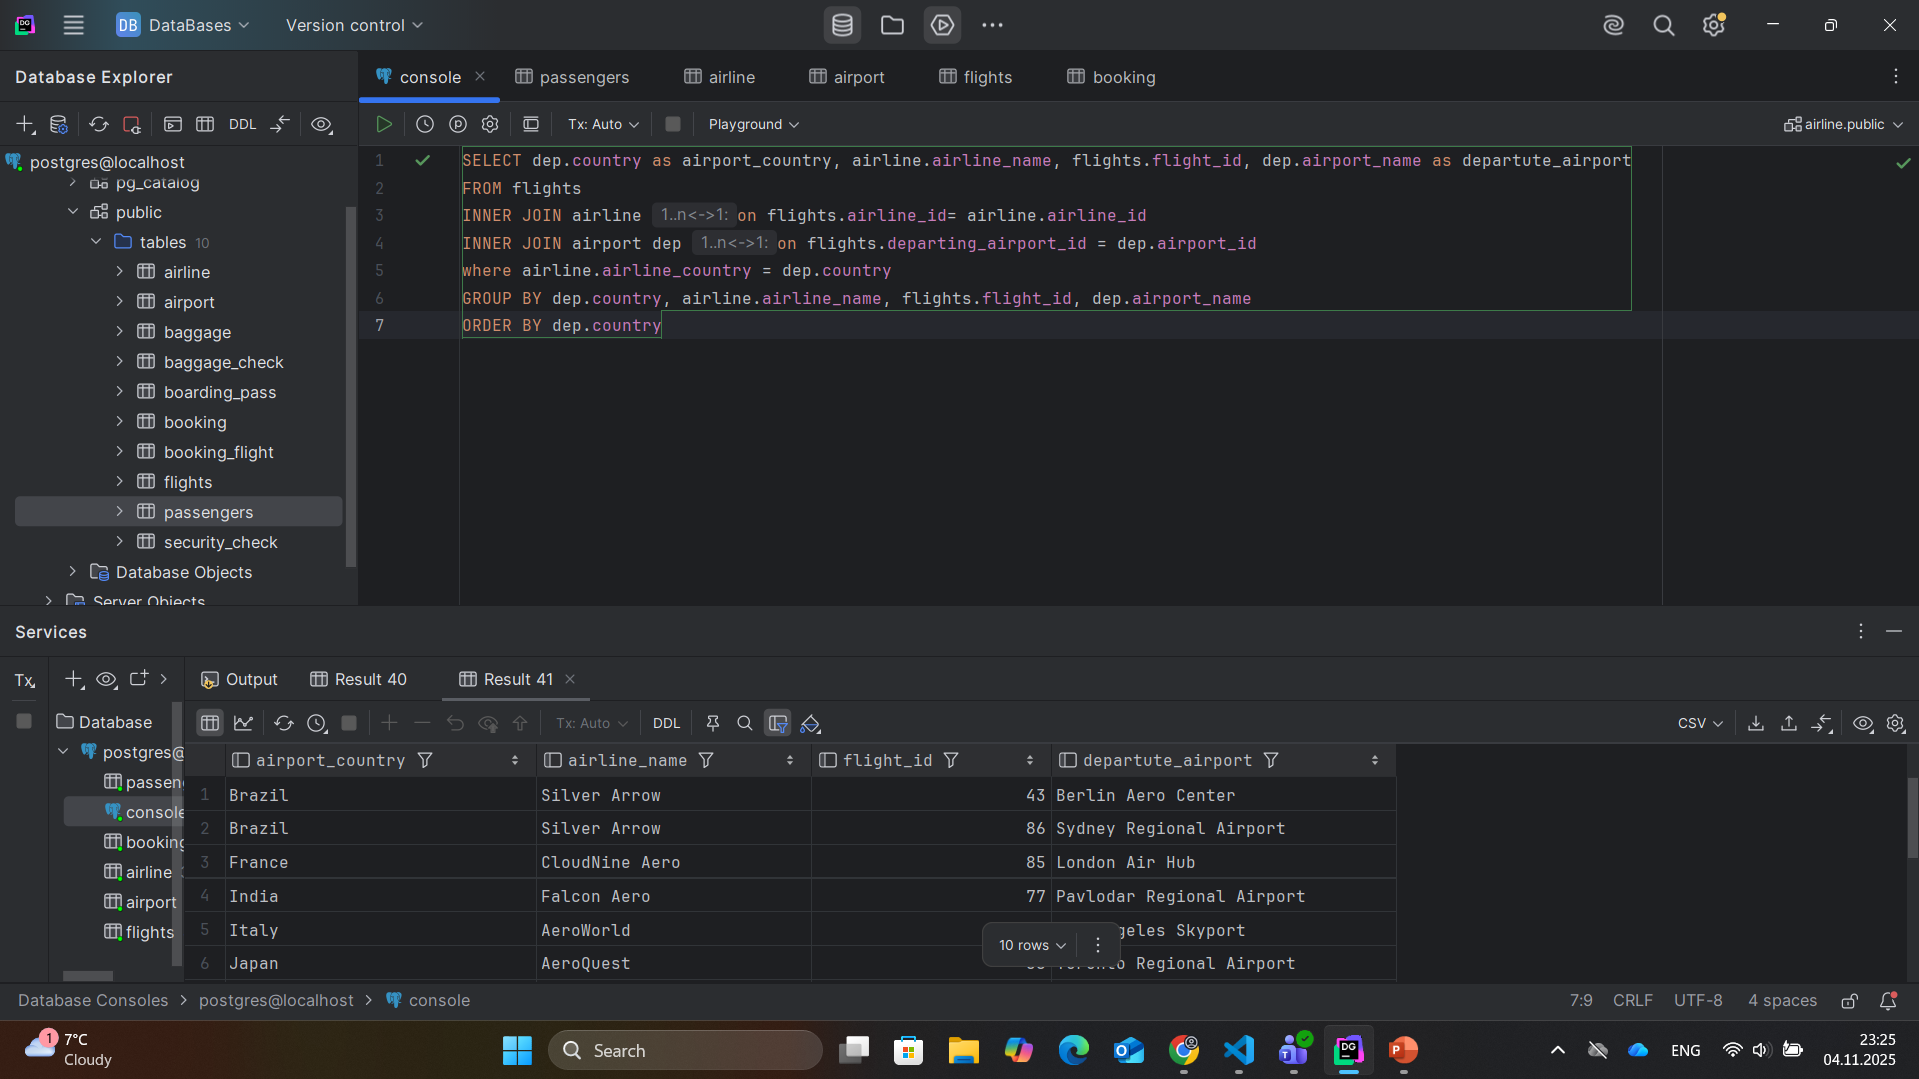 DB DataBases Version control
Database Explorer
console passengers airline airport flights booking
DDL
Tx: Auto Playground airline.public
postgres@localhost
pg_catalog
public
tables 10
airline
airport
baggage
baggage_check
boarding_pass
booking
booking_flight
flights
passengers
security_check
Database Objects
Server Objects
1 SELECT dep.country as airport_country, airline.airline_name, flights.flight_id, dep.airport_name as departute_airport
2 FROM flights
3 INNER JOIN airline 1..n<->1: on flights.airline_id= airline.airline_id
4 INNER JOIN airport dep 1..n<->1: on flights.departing_airport_id = dep.airport_id
5 where airline.airline_country = dep.country
6 GROUP BY dep.country, airline.airline_name, flights.flight_id, dep.airport_name
7 ORDER BY dep.country
Services
Tx
Output Result 40 Result 41
Tx: Auto DDL CSV
Database
postgres@
passen
console
booking
airline
airport
flights
airport_country airline_name flight_id departute_airport
1 Brazil Silver Arrow 43 Berlin Aero Center
2 Brazil Silver Arrow 86 Sydney Regional Airport
3 France CloudNine Aero 85 London Air Hub
4 India Falcon Aero 77 Pavlodar Regional Airport
5 Italy AeroWorld geles Skyport
6 Japan AeroQuest Regional Airport
10 rows
Database Consoles > postgres@localhost > console
7:9 CRLF UTF-8 4 spaces
1
7°C
Cloudy
Search
ENG
23:25
04.11.2025